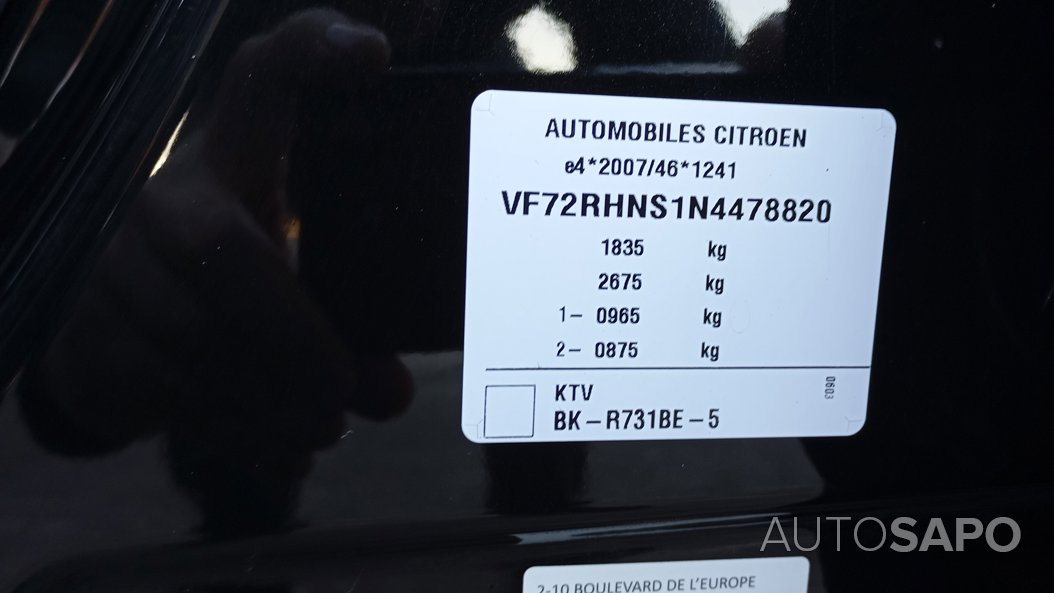 AUTOMOBILES CITROEN
e4*2007/46*1241
VF72RHNS1N4478820
1835 kg
2675 kg
1- 0965 kg
2- 0875 kg
0603
KTV
BK-R731BE-5
AUTOSAPO
2-10 BOULEVARD DE L'EUROPE